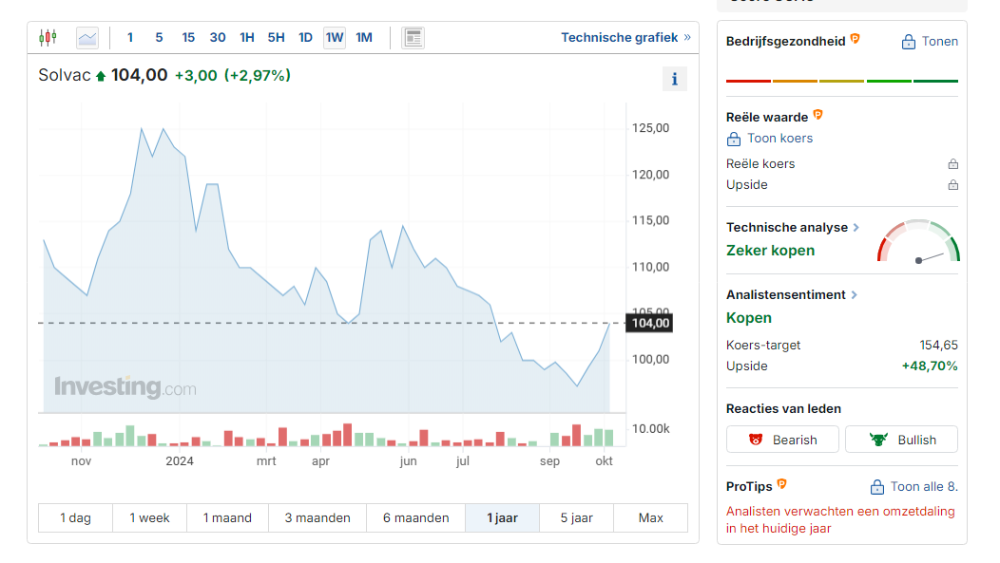 1 5 15 30 1H 5H 1D 1W 1M
Technische grafiek »
Solvac 104,00 +3,00 (+2,97%)
i
125,00
120,00
115,00
110,00
105,00
104,00
100,00
Investing.com
10.00k
nov 2024 mrt apr jun jul sep okt
1 dag 1 week 1 maand 3 maanden 6 maanden 1 jaar 5 jaar Max
Bedrijfsgezondheid Tonen
Reële waarde
Toon koers
Reële koers
Upside
Technische analyse
Zeker kopen
Analistensentiment
Kopen
Koers-target 154,65
Upside +48,70%
Reacties van leden
Bearish Bullish
ProTips Toon alle 8.
Analisten verwachten een omzetdaling
in het huidige jaar